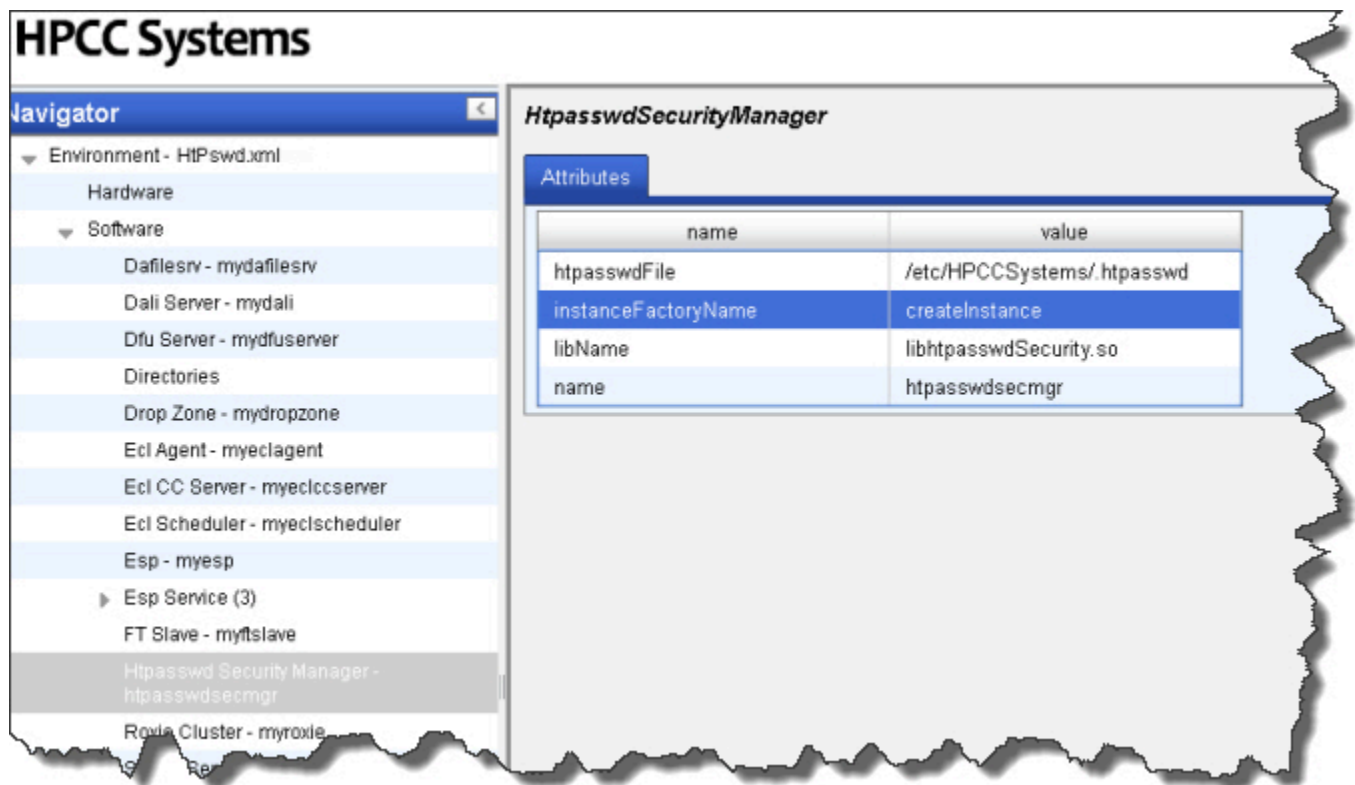 HPCC Systems
Navigator
Environment - HtPswd.xml
Hardware
Software
Dafilesrv - mydafilesrv
Dali Server - mydali
Dfu Server - mydfuserver
Directories
Drop Zone - mydropzone
Ecl Agent - myeclagent
Ecl CC Server - myeclccserver
Ecl Scheduler - myeclscheduler
Esp - myesp
Esp Service (3)
FT Slave - myftslave
Htpasswd Security Manager -
htpasswdsecmgr
Roxie Cluster - myroxie
HtpasswdSecurityManager
Attributes
name value
htpasswdFile /etc/HPCCSystems/.htpasswd
instanceFactoryName createInstance
libName libhtpasswdSecurity.so
name htpasswdsecmgr